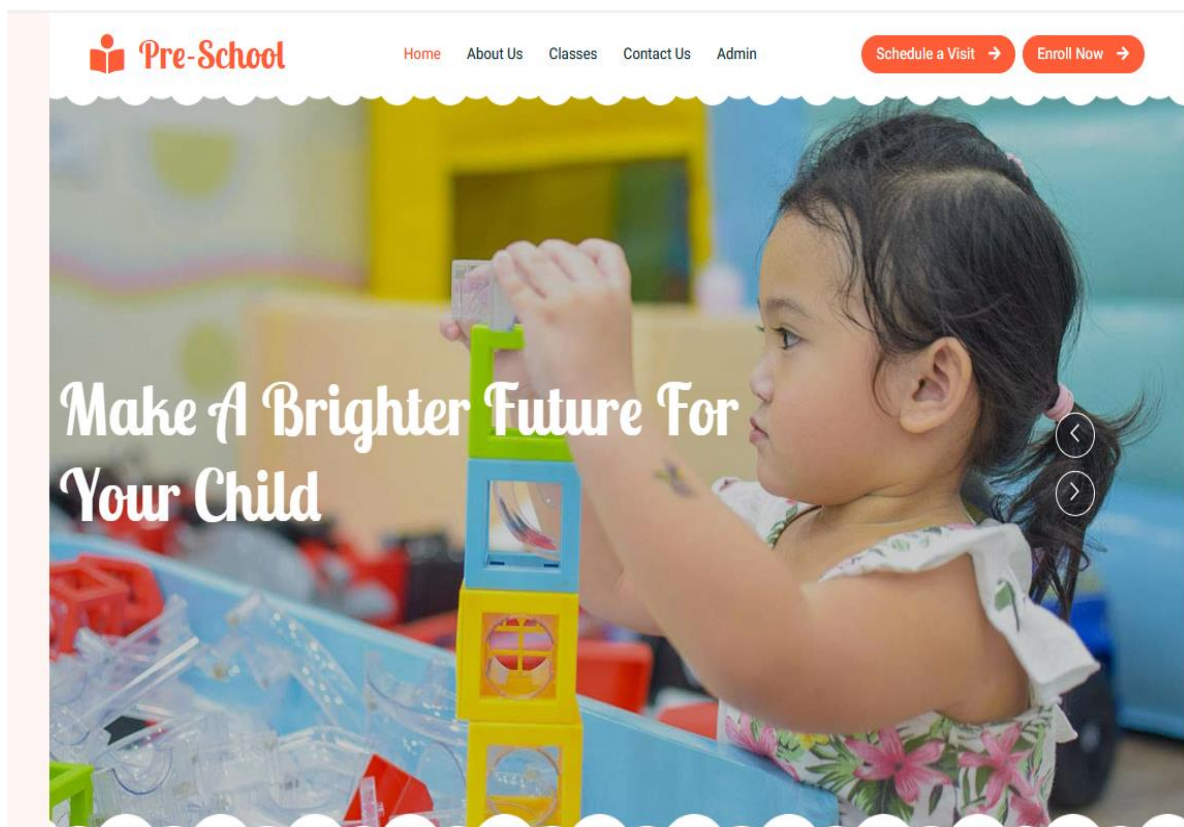 Pre-School
Home About Us Classes Contact Us Admin
Schedule a Visit → Enroll Now →
Make A Brighter Future For
Your Child